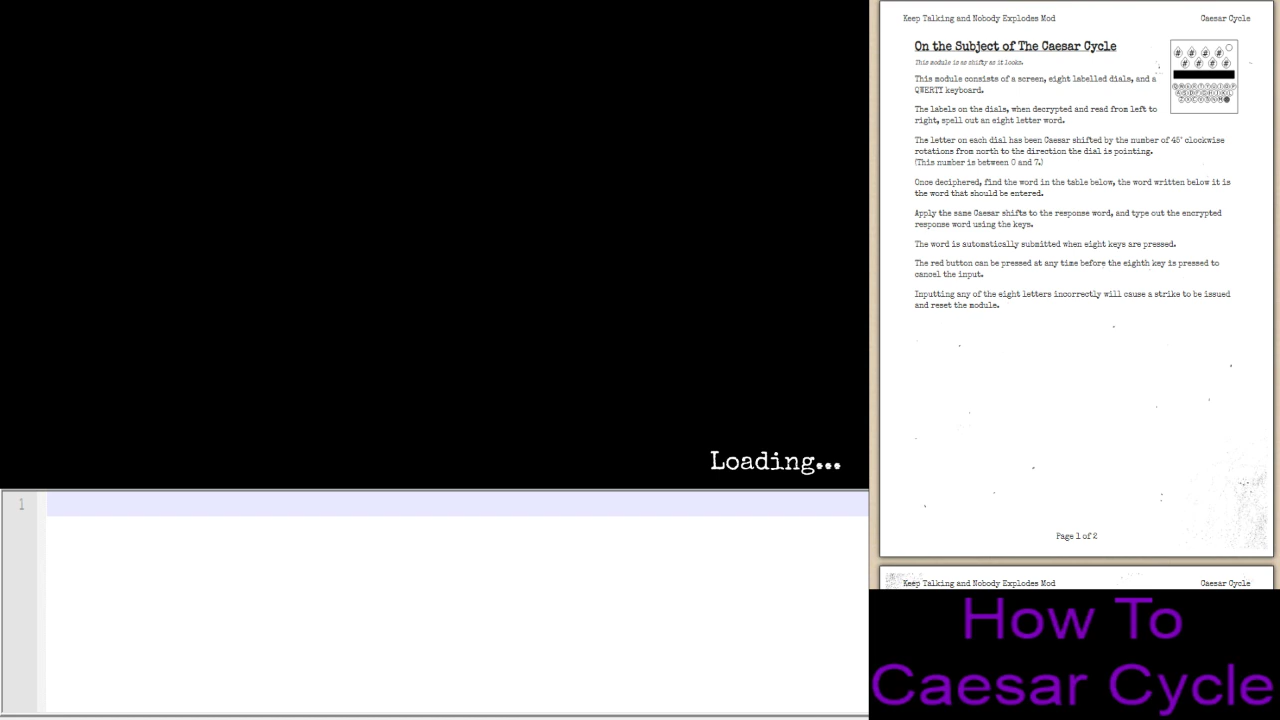 Loading...
1
Keep Talking and Nobody Explodes Mod
Caesar Cycle
On the Subject of The Caesar Cycle
This module is as shifty as it looks.
This module consists of a screen, eight labelled dials, and a
QWERTY keyboard.
The labels on the dials, when decrypted and read from left to
right, spell out an eight letter word.
The letter on each dial has been Caesar shifted by the number of 45° clockwise
rotations from north to the direction the dial is pointing.
(This number is between 0 and 7.)
Once deciphered, find the word in the table below, the word written below it is
the word that should be entered.
Apply the same Caesar shifts to the response word, and type out the encrypted
response word using the keys.
The word is automatically submitted when eight keys are pressed.
The red button can be pressed at any time before the eighth key is pressed to
cancel the input.
Inputting any of the eight letters incorrectly will cause a strike to be issued
and reset the module.
Page 1 of 2
Keep Talking and Nobody Explodes Mod
Caesar Cycle
How To
Caesar Cycle